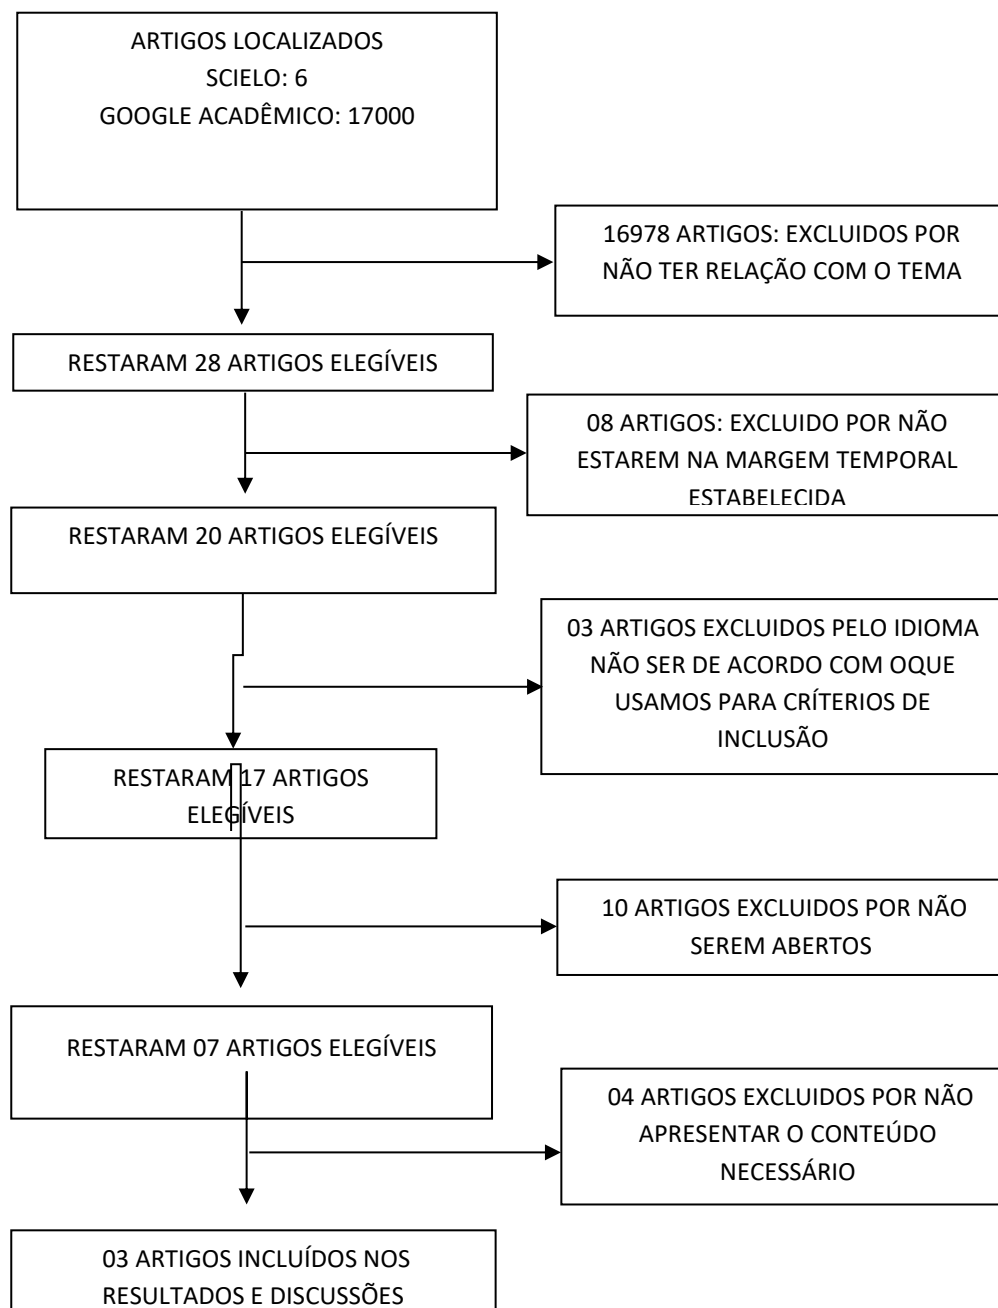 ARTIGOS LOCALIZADOS
SCIELO: 6
GOOGLE ACADÊMICO: 17000
16978 ARTIGOS: EXCLUIDOS POR
NÃO TER RELAÇÃO COM O TEMA
RESTARAM 28 ARTIGOS ELEGÍVEIS
08 ARTIGOS: EXCLUIDO POR NÃO
ESTAREM NA MARGEM TEMPORAL
ESTABELECIDA
RESTARAM 20 ARTIGOS ELEGÍVEIS
03 ARTIGOS EXCLUIDOS PELO IDIOMA
NÃO SER DE ACORDO COM OQUE
USAMOS PARA CRÍTERIOS DE
INCLUSÃO
RESTARAM 17 ARTIGOS
ELEGÍVEIS
10 ARTIGOS EXCLUIDOS POR NÃO
SEREM ABERTOS
RESTARAM 07 ARTIGOS ELEGÍVEIS
04 ARTIGOS EXCLUIDOS POR NÃO
APRESENTAR O CONTEÚDO
NECESSÁRIO
03 ARTIGOS INCLUÍDOS NOS
RESULTADOS E DISCUSSÕES